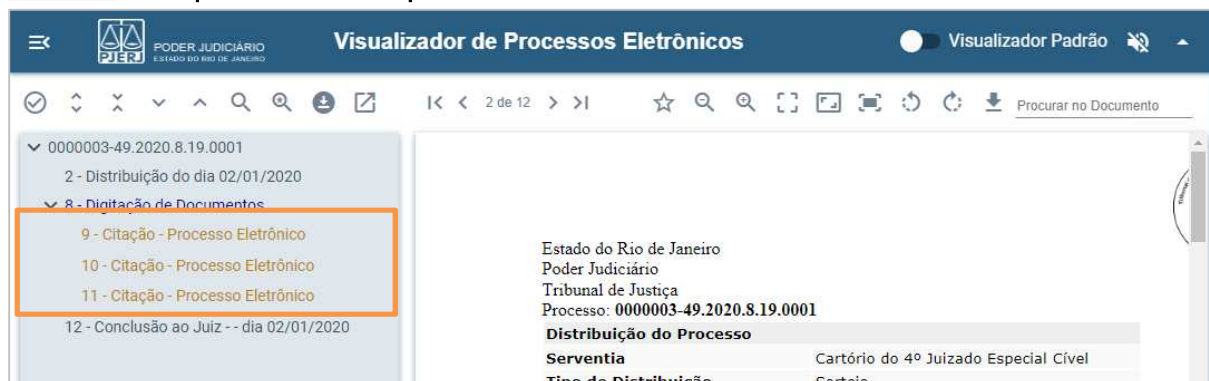 PJERJ
PODER JUDICIÁRIO
ESTADO DO RIO DE JANEIRO
Visualizador de Processos Eletrônicos
Visualizador Padrão
2 de 12
Procurar no Documento
0000003-49.2020.8.19.0001
2 - Distribuição do dia 02/01/2020
8 - Digitação de Documentos
9 - Citação - Processo Eletrônico
10 - Citação - Processo Eletrônico
11 - Citação - Processo Eletrônico
12 - Conclusão ao Juiz - - dia 02/01/2020
Estado do Rio de Janeiro
Poder Judiciário
Tribunal de Justiça
Processo: 0000003-49.2020.8.19.0001
Distribuição do Processo
Serventia Cartório do 4º Juizado Especial Cível
Tipo de Distribuição Sorteio